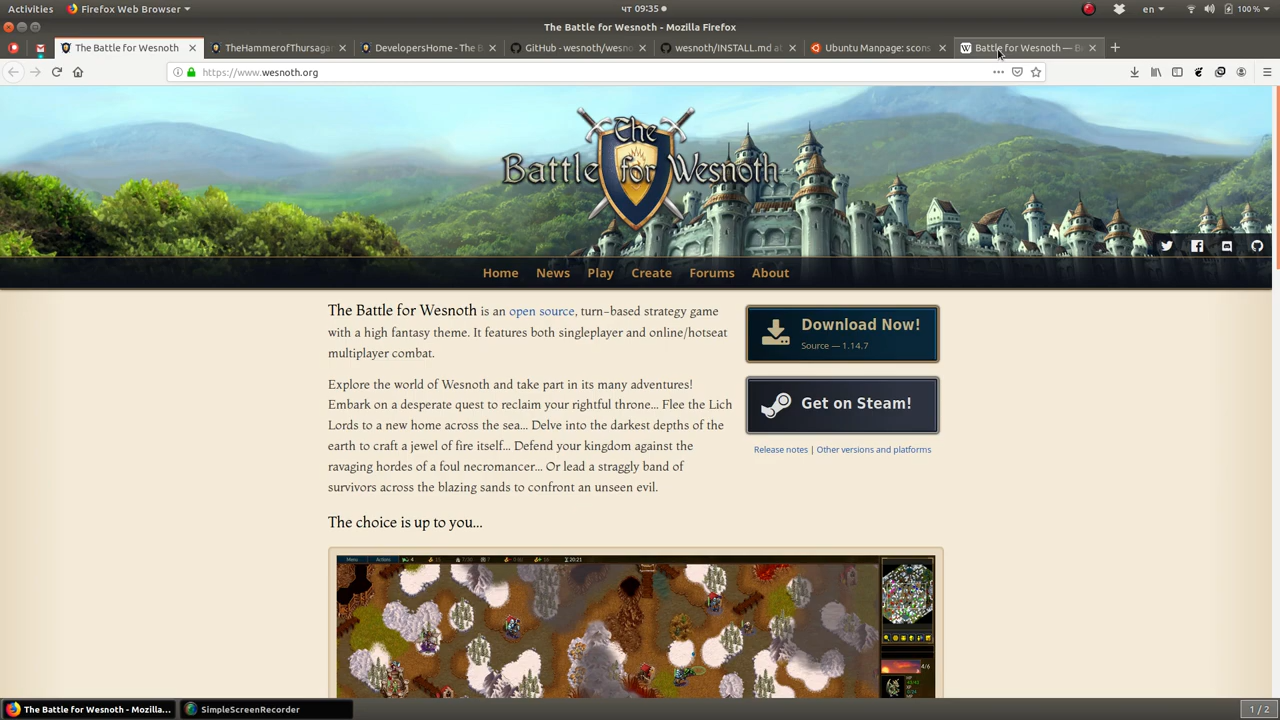 Activities
Firefox Web Browser
чт 09:35
en
100 %
The Battle for Wesnoth - Mozilla Firefox
The Battle for Wesnoth
TheHammerofThursaga
DevelopersHome - The B
GitHub - wesnoth/wesno
wesnoth/INSTALL.md at
Ubuntu Manpage: scons
Battle for Wesnoth — Ве
https://www.wesnoth.org
The
Battle for Wesnoth
Home
News
Play
Create
Forums
About
The Battle for Wesnoth is an open source, turn-based strategy game
with a high fantasy theme. It features both singleplayer and online/hotseat
multiplayer combat.
Explore the world of Wesnoth and take part in its many adventures!
Embark on a desperate quest to reclaim your rightful throne... Flee the Lich
Lords to a new home across the sea... Delve into the darkest depths of the
earth to craft a jewel of fire itself... Defend your kingdom against the
ravaging hordes of a foul necromancer... Or lead a straggly band of
survivors across the blazing sands to confront an unseen evil.
The choice is up to you...
Download Now!
Source — 1.14.7
Get on Steam!
Release notes | Other versions and platforms
Menu
Actions
20:21
The Battle for Wesnoth - Mozilla...
SimpleScreenRecorder
1 / 2